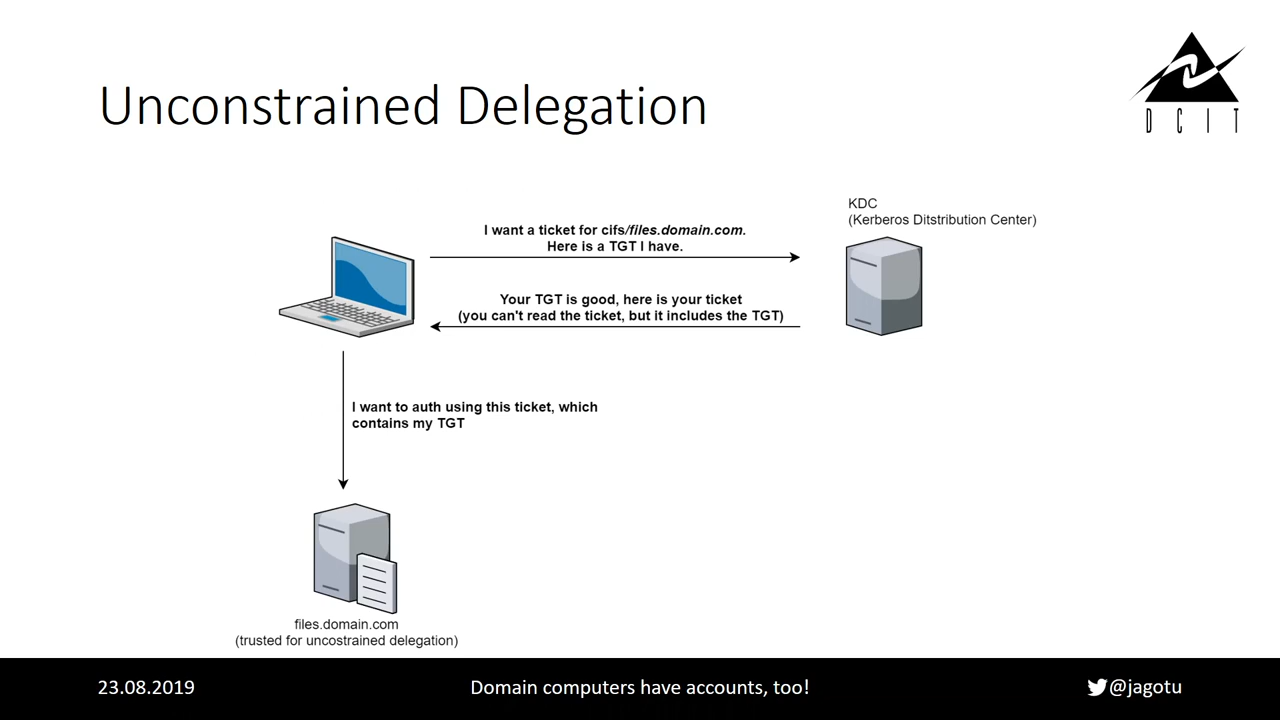 Unconstrained Delegation
DCIT
KDC
(Kerberos Ditstribution Center)
I want a ticket for cifs/files.domain.com.
Here is a TGT I have.
Your TGT is good, here is your ticket
(you can't read the ticket, but it includes the TGT)
I want to auth using this ticket, which
contains my TGT
files.domain.com
(trusted for uncostrained delegation)
23.08.2019
Domain computers have accounts, too!
@jagotu